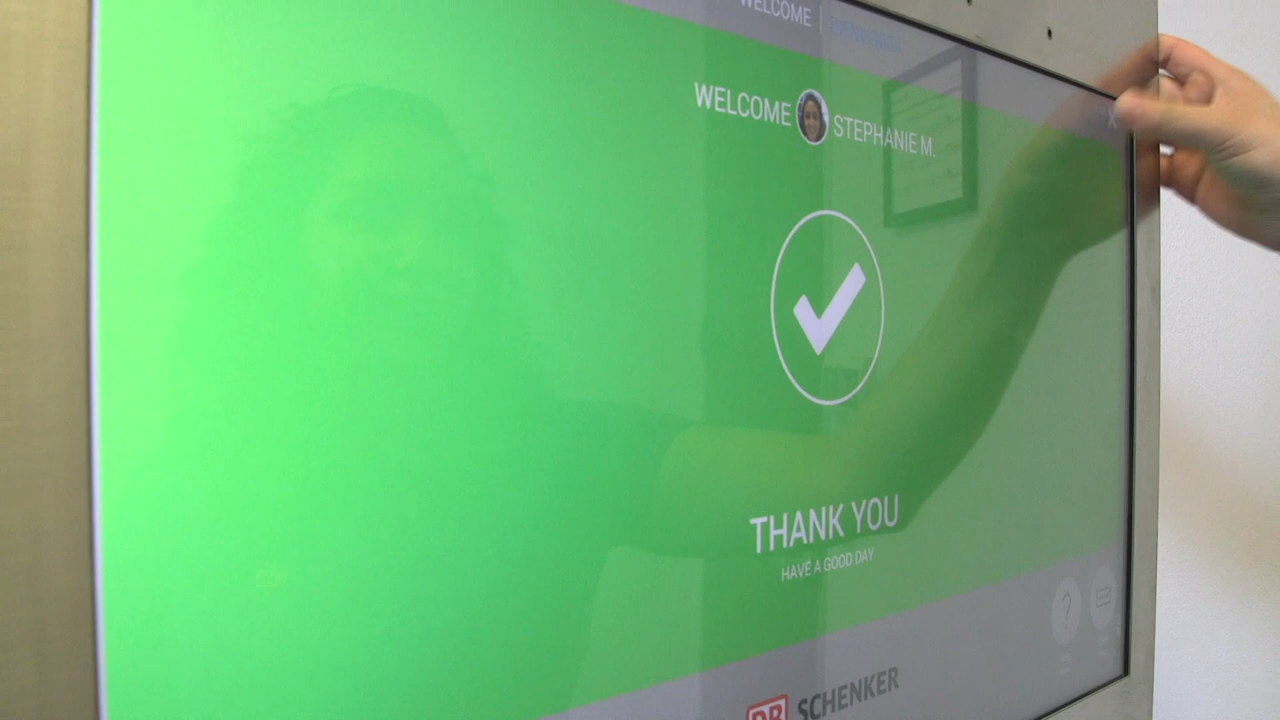 WELCOME
WELCOME STEPHANIE M.
THANK YOU
HAVE A GOOD DAY
DB SCHENKER